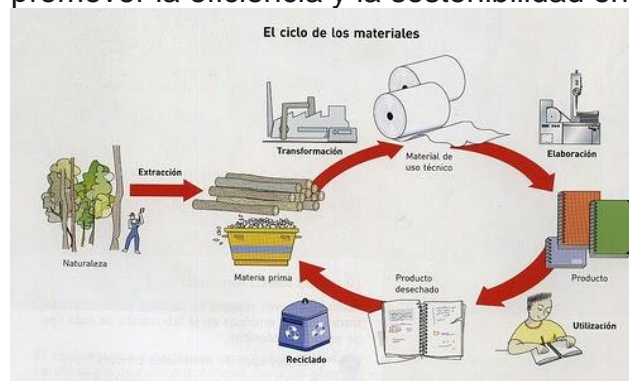 promover la eficiencia y la sostenibilidad en
El ciclo de los materiales
Transformación
Material de
uso técnico
Elaboración
Extracción
Naturaleza
Materia prima
Producto
desechado
Producto
Utilización
Reciclado